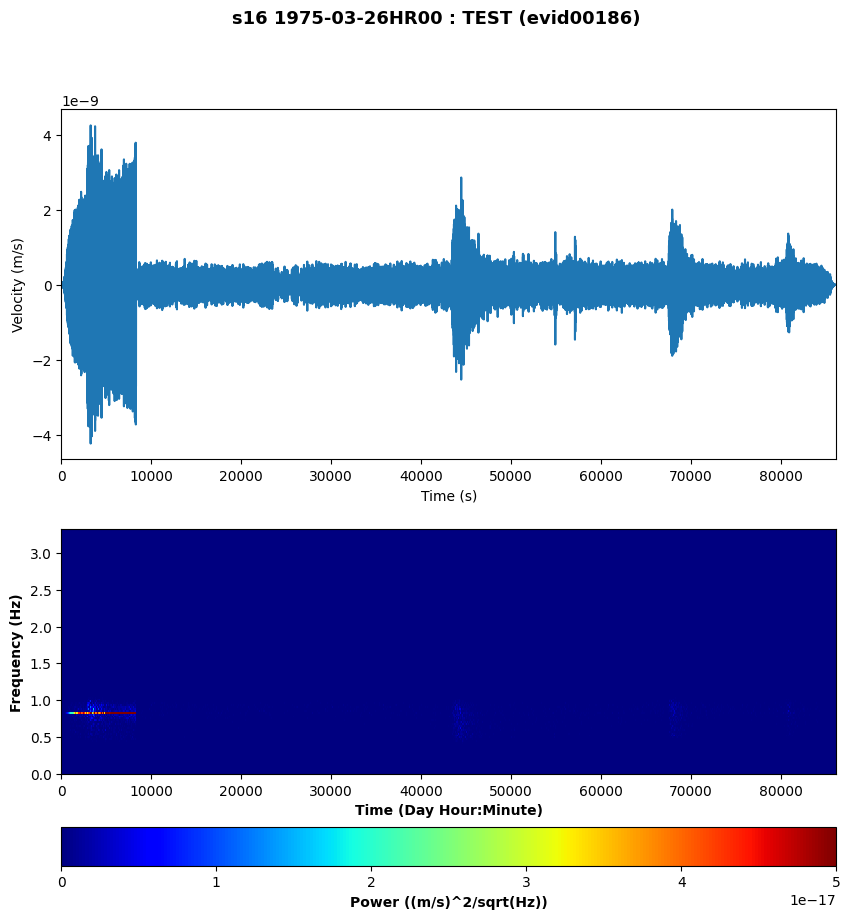 s16 1975-03-26HR00 : TEST (evid00186)
1e−9
4
2
0
−2
−4
Velocity (m/s)
0 10000 20000 30000 40000 50000 60000 70000 80000
Time (s)
3.0
2.5
2.0
1.5
1.0
0.5
0.0
Frequency (Hz)
0 10000 20000 30000 40000 50000 60000 70000 80000
Time (Day Hour:Minute)
0 1 2 3 4 5
1e−17
Power ((m/s)^2/sqrt(Hz))